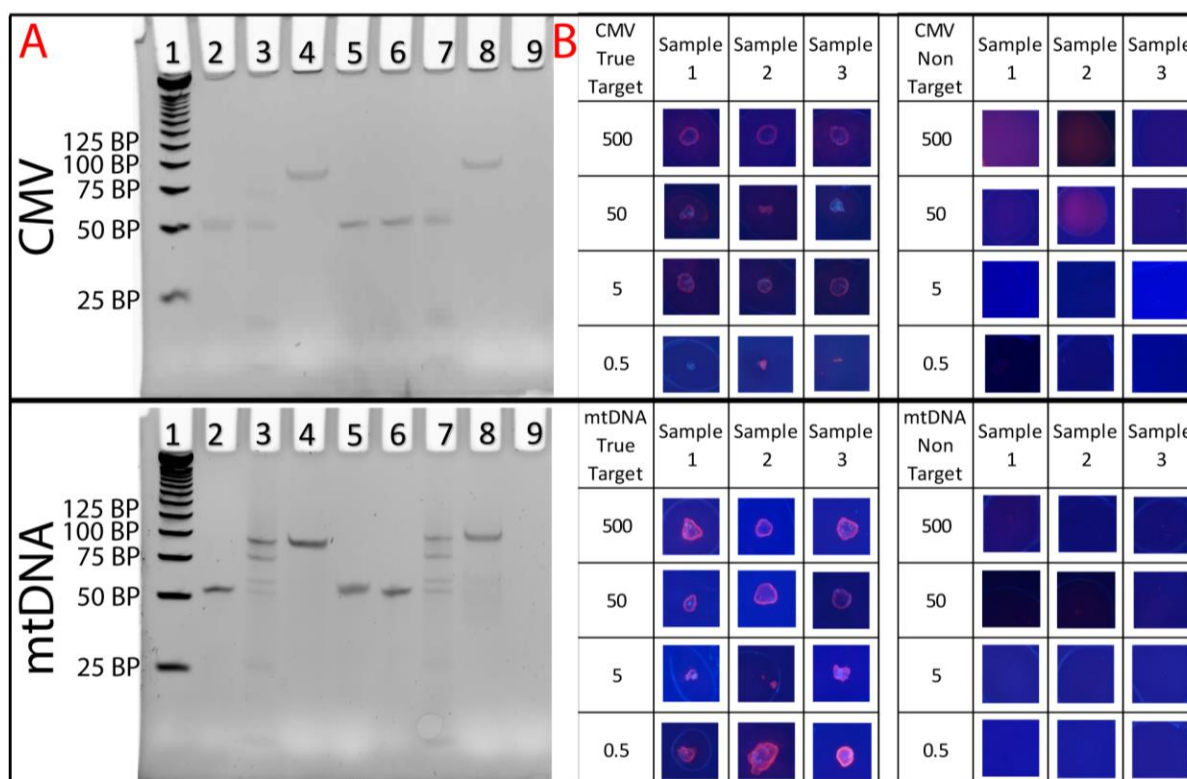 A
1 2 3 4 5 6 7 8 9
125 BP
100 BP
75 BP
50 BP
25 BP
CMV
B
CMV True Target Sample 1 Sample 2 Sample 3
500
50
5
0.5
CMV Non Target Sample 1 Sample 2 Sample 3
500
50
5
0.5
1 2 3 4 5 6 7 8 9
125 BP
100 BP
75 BP
50 BP
25 BP
mtDNA
mtDNA True Target Sample 1 Sample 2 Sample 3
500
50
5
0.5
mtDNA Non Target Sample 1 Sample 2 Sample 3
500
50
5
0.5